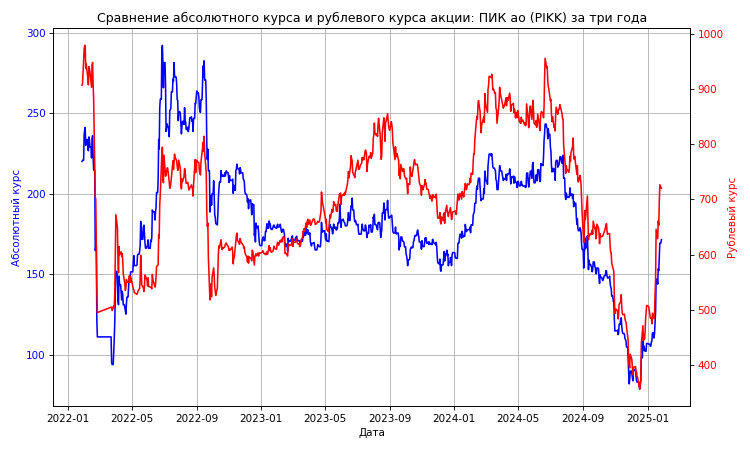 Сравнение абсолютного курса и рублевого курса акции: ПИК ао (PIKK) за три года
300
250
200
150
100
Абсолютный курс
1000
900
800
700
600
500
400
Рублевый курс
2022-01 2022-05 2022-09 2023-01 2023-05 2023-09 2024-01 2024-05 2024-09 2025-01
Дата